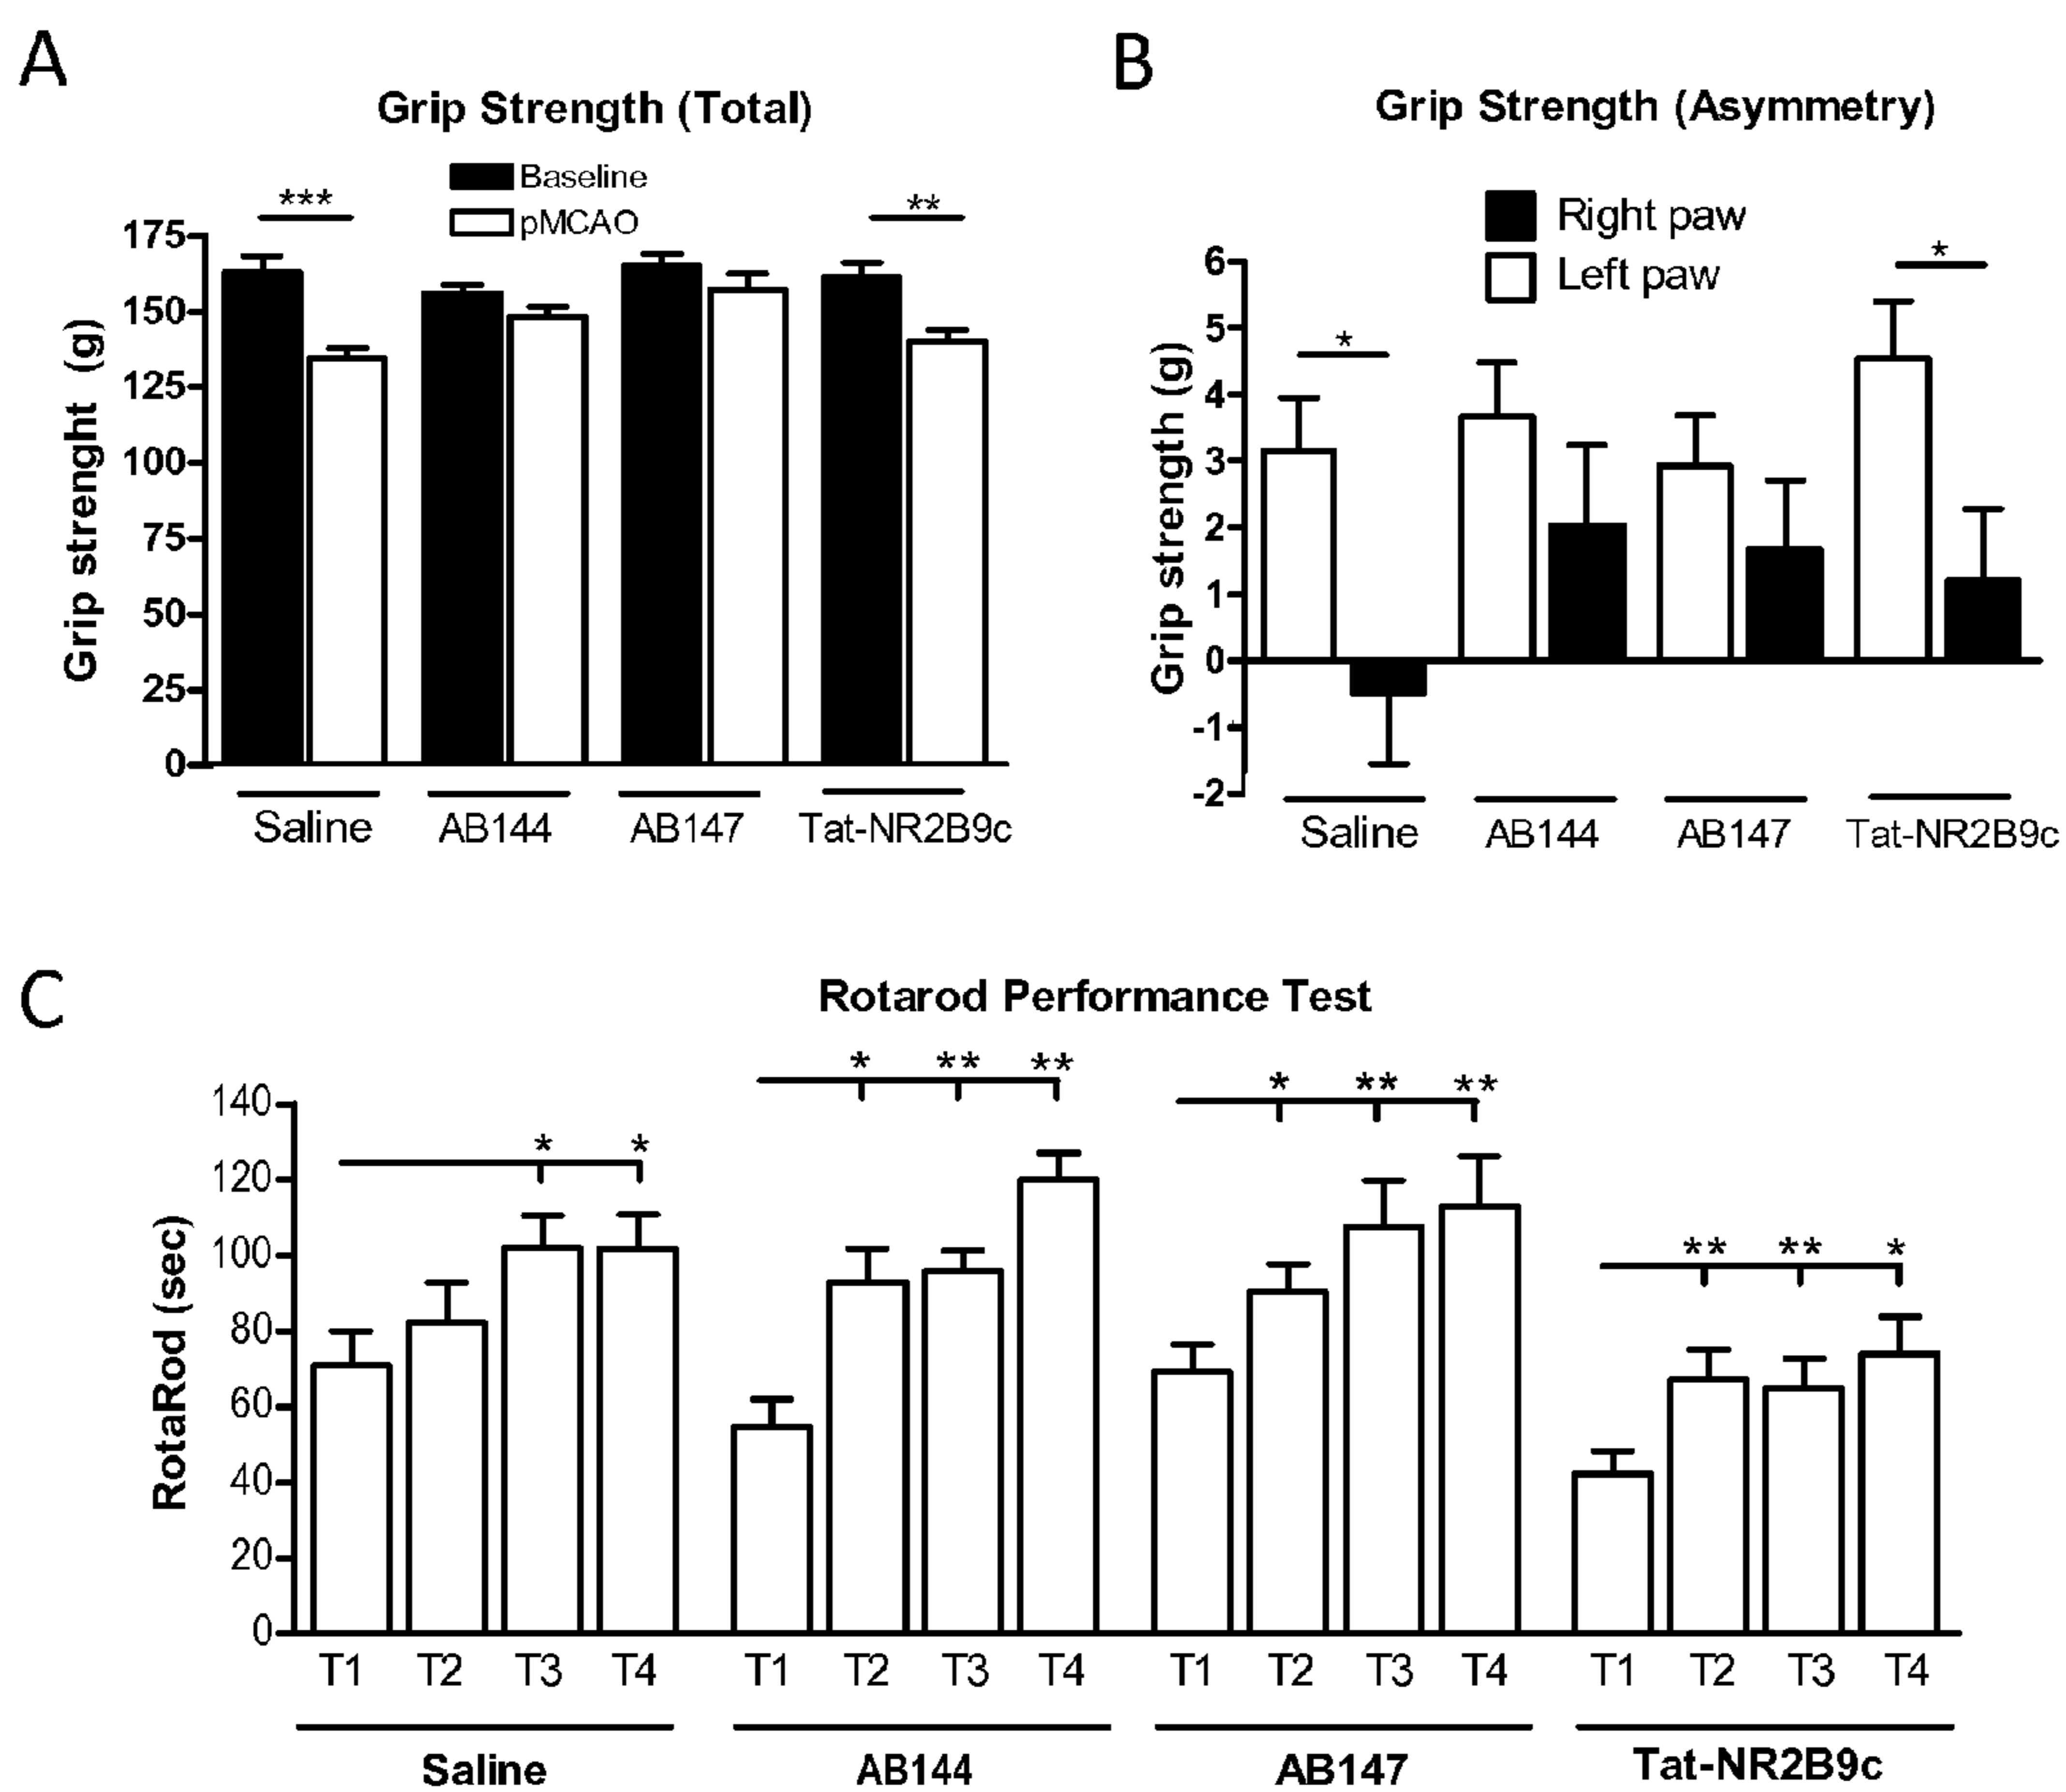 A
Grip Strength (Total)
Baseline
pMCAO
*** **
Grip strenght (g)
175
150
125
100
75
50
25
0
Saline AB144 AB147 Tat-NR2B9c
B
Grip Strength (Asymmetry)
Right paw
Left paw
* *
Grip strength (g)
6
5
4
3
2
1
0
-1
-2
Saline AB144 AB147 Tat-NR2B9c
C
Rotarod Performance Test
* * * ** ** * ** ** ** ** *
RotaRod (sec)
140
120
100
80
60
40
20
0
T1 T2 T3 T4 T1 T2 T3 T4 T1 T2 T3 T4 T1 T2 T3 T4
Saline AB144 AB147 Tat-NR2B9c